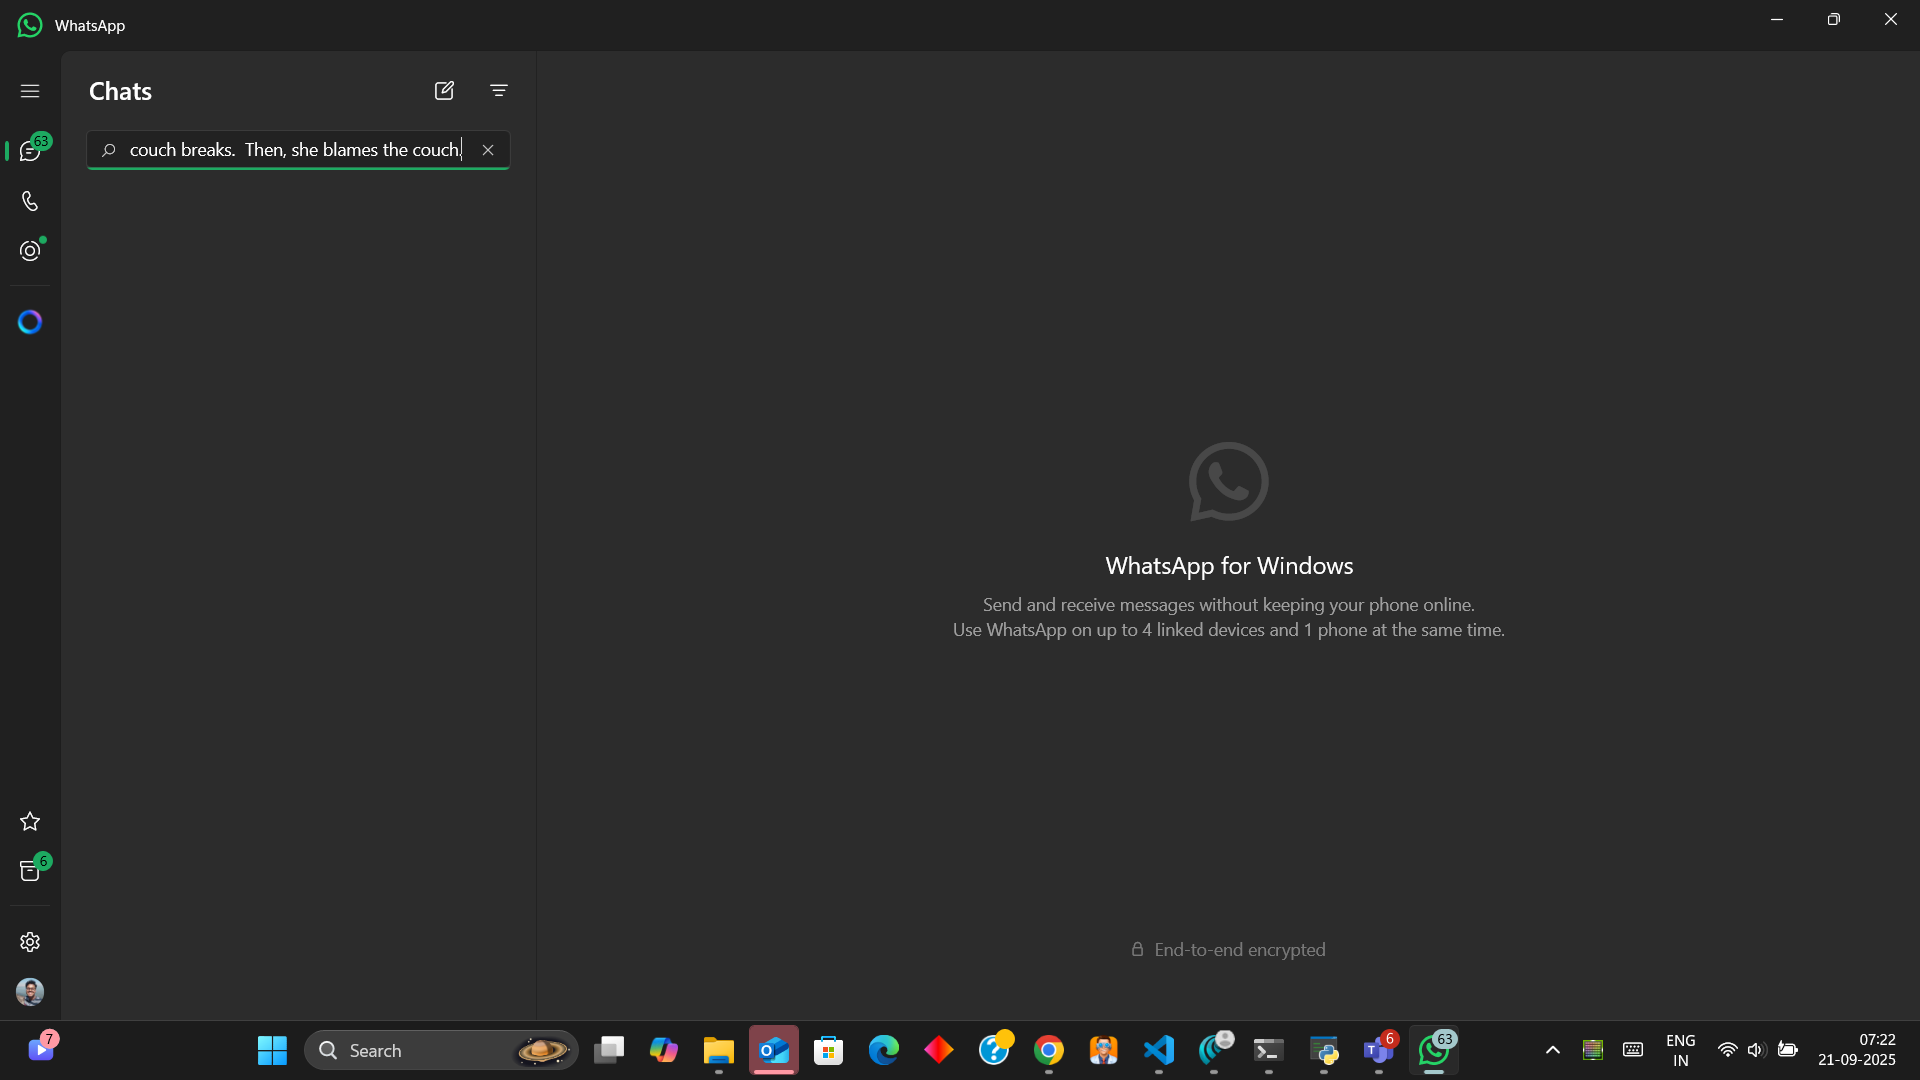 WhatsApp
Chats
63
couch breaks.  Then, she blames the couch.
WhatsApp for Windows
Send and receive messages without keeping your phone online.
Use WhatsApp on up to 4 linked devices and 1 phone at the same time.
6
End-to-end encrypted
7
Search
6
63
ENG
IN
07:22
21-09-2025